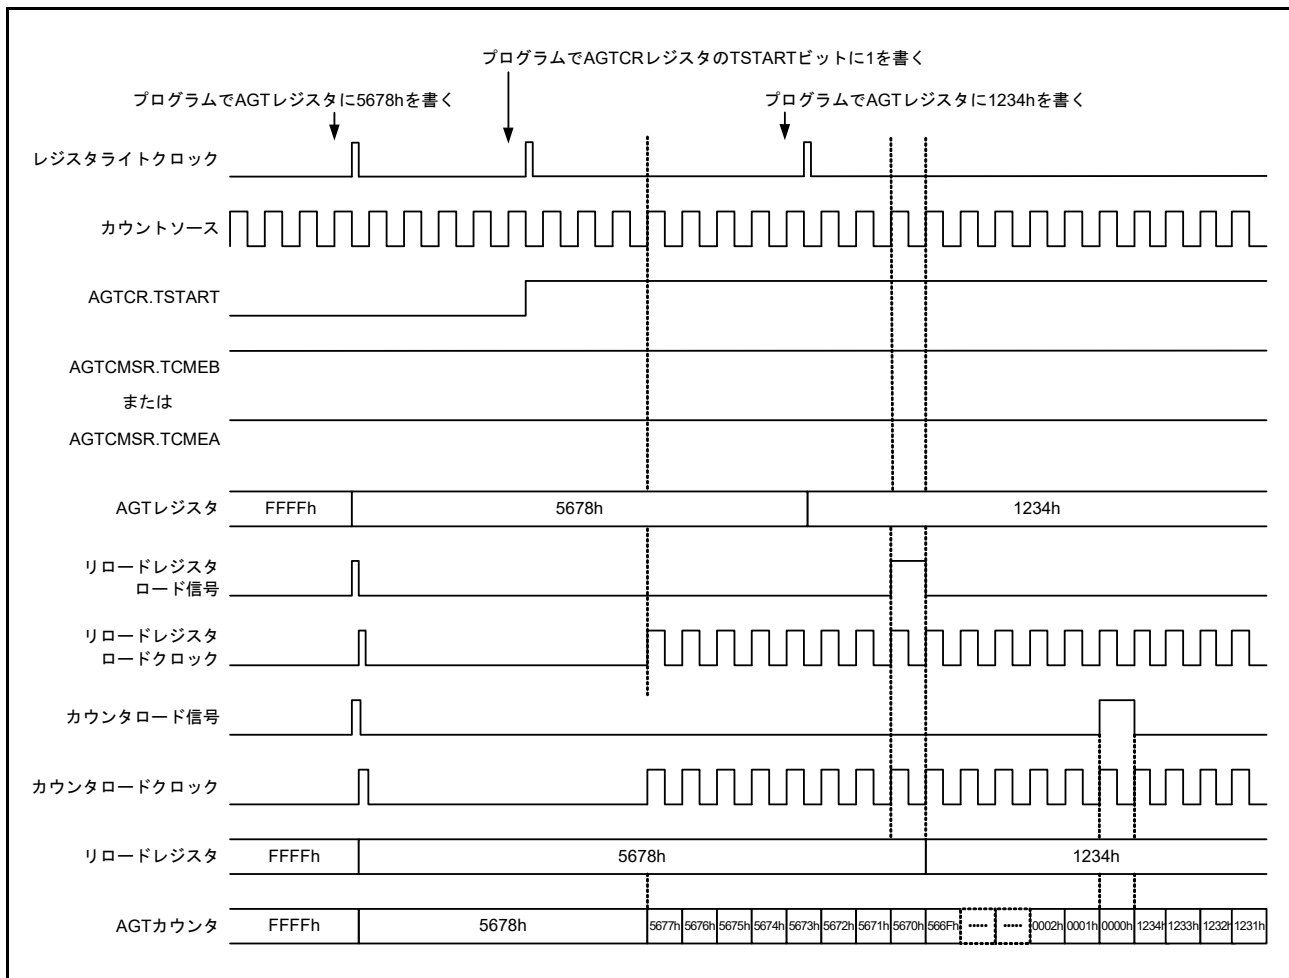 プログラムでAGTCRレジスタのTSTARTビットに1を書く
プログラムでAGTレジスタに5678hを書く
プログラムでAGTレジスタに1234hを書く
レジスタライトクロック
カウントソース
AGTCR.TSTART
AGTCMSR.TCMEB
または
AGTCMSR.TCMEA
AGTレジスタ FFFFh 5678h 1234h
リロードレジスタ
ロード信号
リロードレジスタ
ロードクロック
カウンタロード信号
カウンタロードクロック
リロードレジスタ FFFFh 5678h 1234h
AGTカウンタ FFFFh 5678h 5677h 5676h 5675h 5674h 5673h 5672h 5671h 5670h 566Fh ····· ····· 0002h 0001h 0000h 1234h 1233h 1232h 1231h